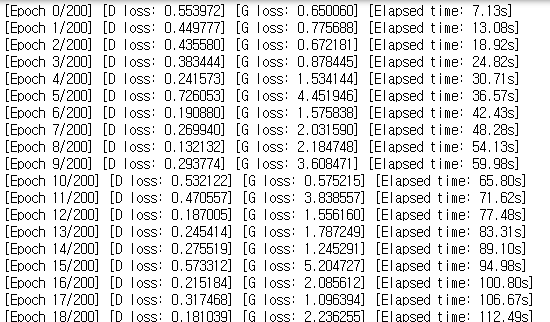 [Epoch 0/200] [D loss: 0.553972] [G loss: 0.650060] [Elapsed time: 7.13s]
[Epoch 1/200] [D loss: 0.449777] [G loss: 0.775688] [Elapsed time: 13.08s]
[Epoch 2/200] [D loss: 0.435580] [G loss: 0.672181] [Elapsed time: 18.92s]
[Epoch 3/200] [D loss: 0.383444] [G loss: 0.878445] [Elapsed time: 24.82s]
[Epoch 4/200] [D loss: 0.241573] [G loss: 1.534144] [Elapsed time: 30.71s]
[Epoch 5/200] [D loss: 0.726053] [G loss: 4.451946] [Elapsed time: 36.57s]
[Epoch 6/200] [D loss: 0.190880] [G loss: 1.575838] [Elapsed time: 42.43s]
[Epoch 7/200] [D loss: 0.269940] [G loss: 2.031590] [Elapsed time: 48.28s]
[Epoch 8/200] [D loss: 0.132132] [G loss: 2.184748] [Elapsed time: 54.13s]
[Epoch 9/200] [D loss: 0.293774] [G loss: 3.608471] [Elapsed time: 59.98s]
[Epoch 10/200] [D loss: 0.532122] [G loss: 0.575215] [Elapsed time: 65.80s]
[Epoch 11/200] [D loss: 0.470557] [G loss: 3.838557] [Elapsed time: 71.62s]
[Epoch 12/200] [D loss: 0.187005] [G loss: 1.556160] [Elapsed time: 77.48s]
[Epoch 13/200] [D loss: 0.245414] [G loss: 1.787249] [Elapsed time: 83.31s]
[Epoch 14/200] [D loss: 0.275519] [G loss: 1.245291] [Elapsed time: 89.10s]
[Epoch 15/200] [D loss: 0.573312] [G loss: 5.204727] [Elapsed time: 94.98s]
[Epoch 16/200] [D loss: 0.215184] [G loss: 2.085612] [Elapsed time: 100.80s]
[Epoch 17/200] [D loss: 0.317468] [G loss: 1.096394] [Elapsed time: 106.67s]
[Epoch 18/200] [D loss: 0.181039] [G loss: 2.236255] [Elapsed time: 112.49s]